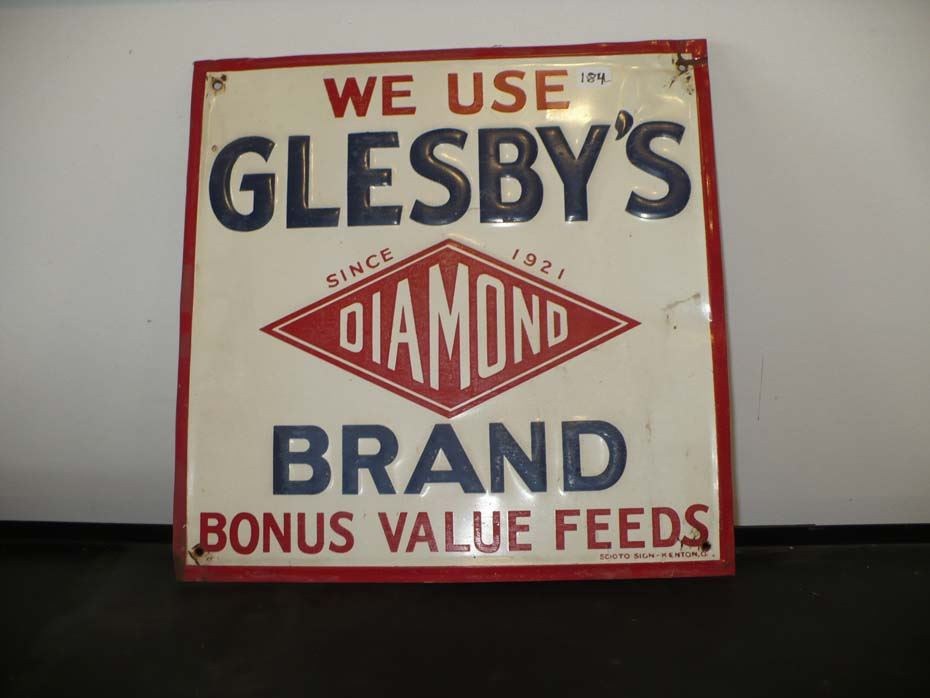 WE USE 184
GLESBY'S
SINCE 1921
DIAMOND
BRAND
BONUS VALUE FEEDS
SCIOTO SIGN-KENTON, O.